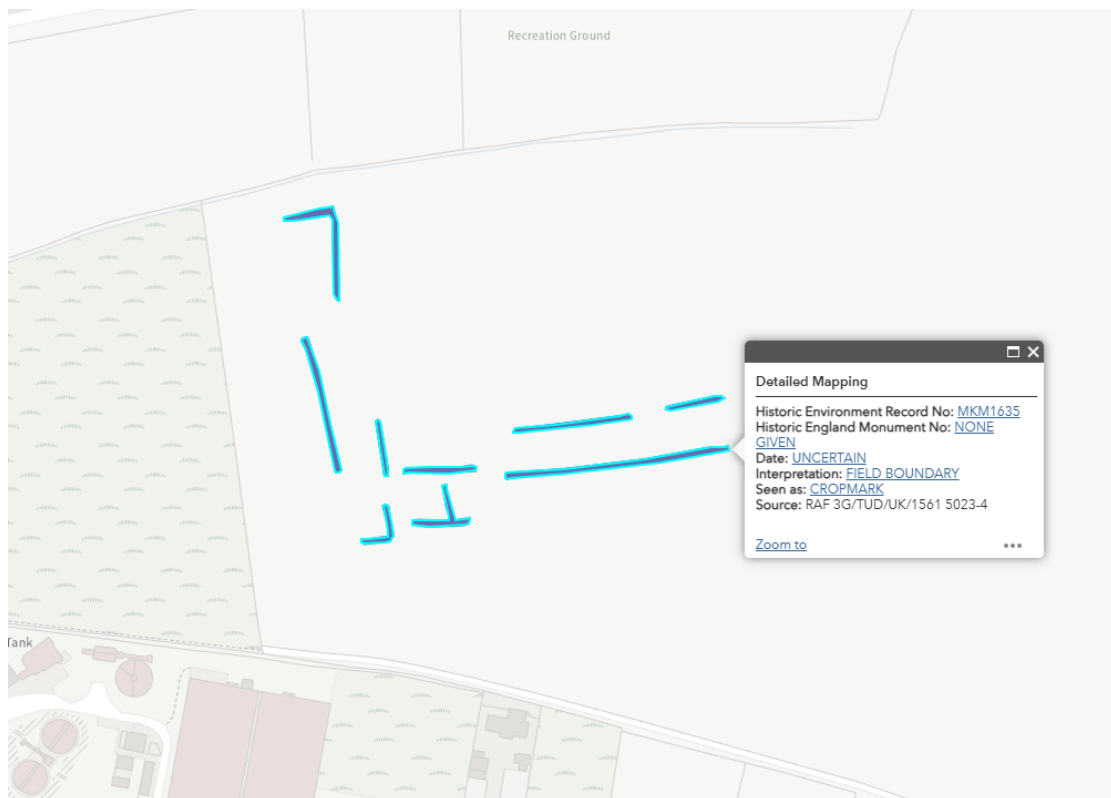 Recreation Ground
Detailed Mapping
Historic Environment Record No: MKM1635
Historic England Monument No: NONE
GIVEN
Date: UNCERTAIN
Interpretation: FIELD BOUNDARY
Seen as: CROPMARK
Source: RAF 3G/TUD/UK/1561 5023-4
Zoom to
Tank